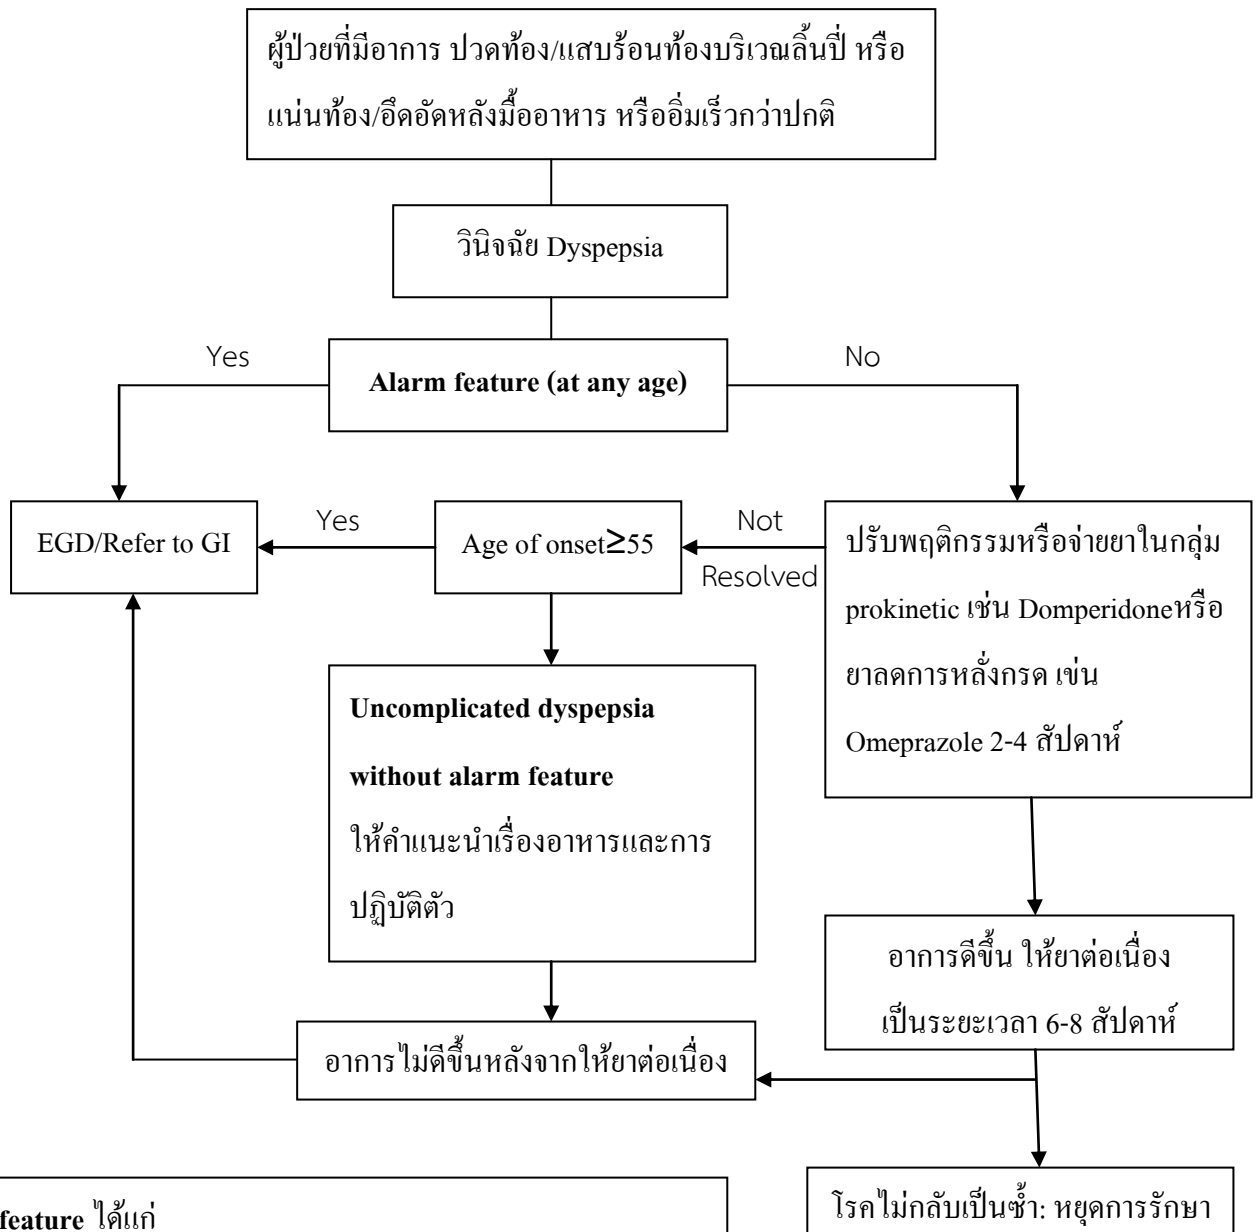 ผู้ป่วยที่มีอาการ ปวดท้อง/แสบร้อนท้องบริเวณลิ้นปี่ หรือ
แน่นท้อง/อึดอัดหลังมื้ออาหาร หรืออิ่มเร็วกว่าปกติ
วินิจฉัย Dyspepsia
Yes
No
Alarm feature (at any age)
EGD/Refer to GI
Yes
Age of onset≥55
Not
Resolved
ปรับพฤติกรรมหรือจ่ายยาในกลุ่ม
prokinetic เช่น Domperidoneหรือ
ยาลดการหลั่งกรด เข่น
Omeprazole 2-4 สัปดาห์
Uncomplicated dyspepsia
without alarm feature
ให้คำแนะนำเรื่องอาหารและการ
ปฏิบัติตัว
อาการดีขึ้น ให้ยาต่อเนื่อง
เป็นระยะเวลา 6-8 สัปดาห์
อาการไม่ดีขึ้นหลังจากให้ยาต่อเนื่อง
โรคไม่กลับเป็นซ้ำ: หยุดการรักษา
feature ได้แก่